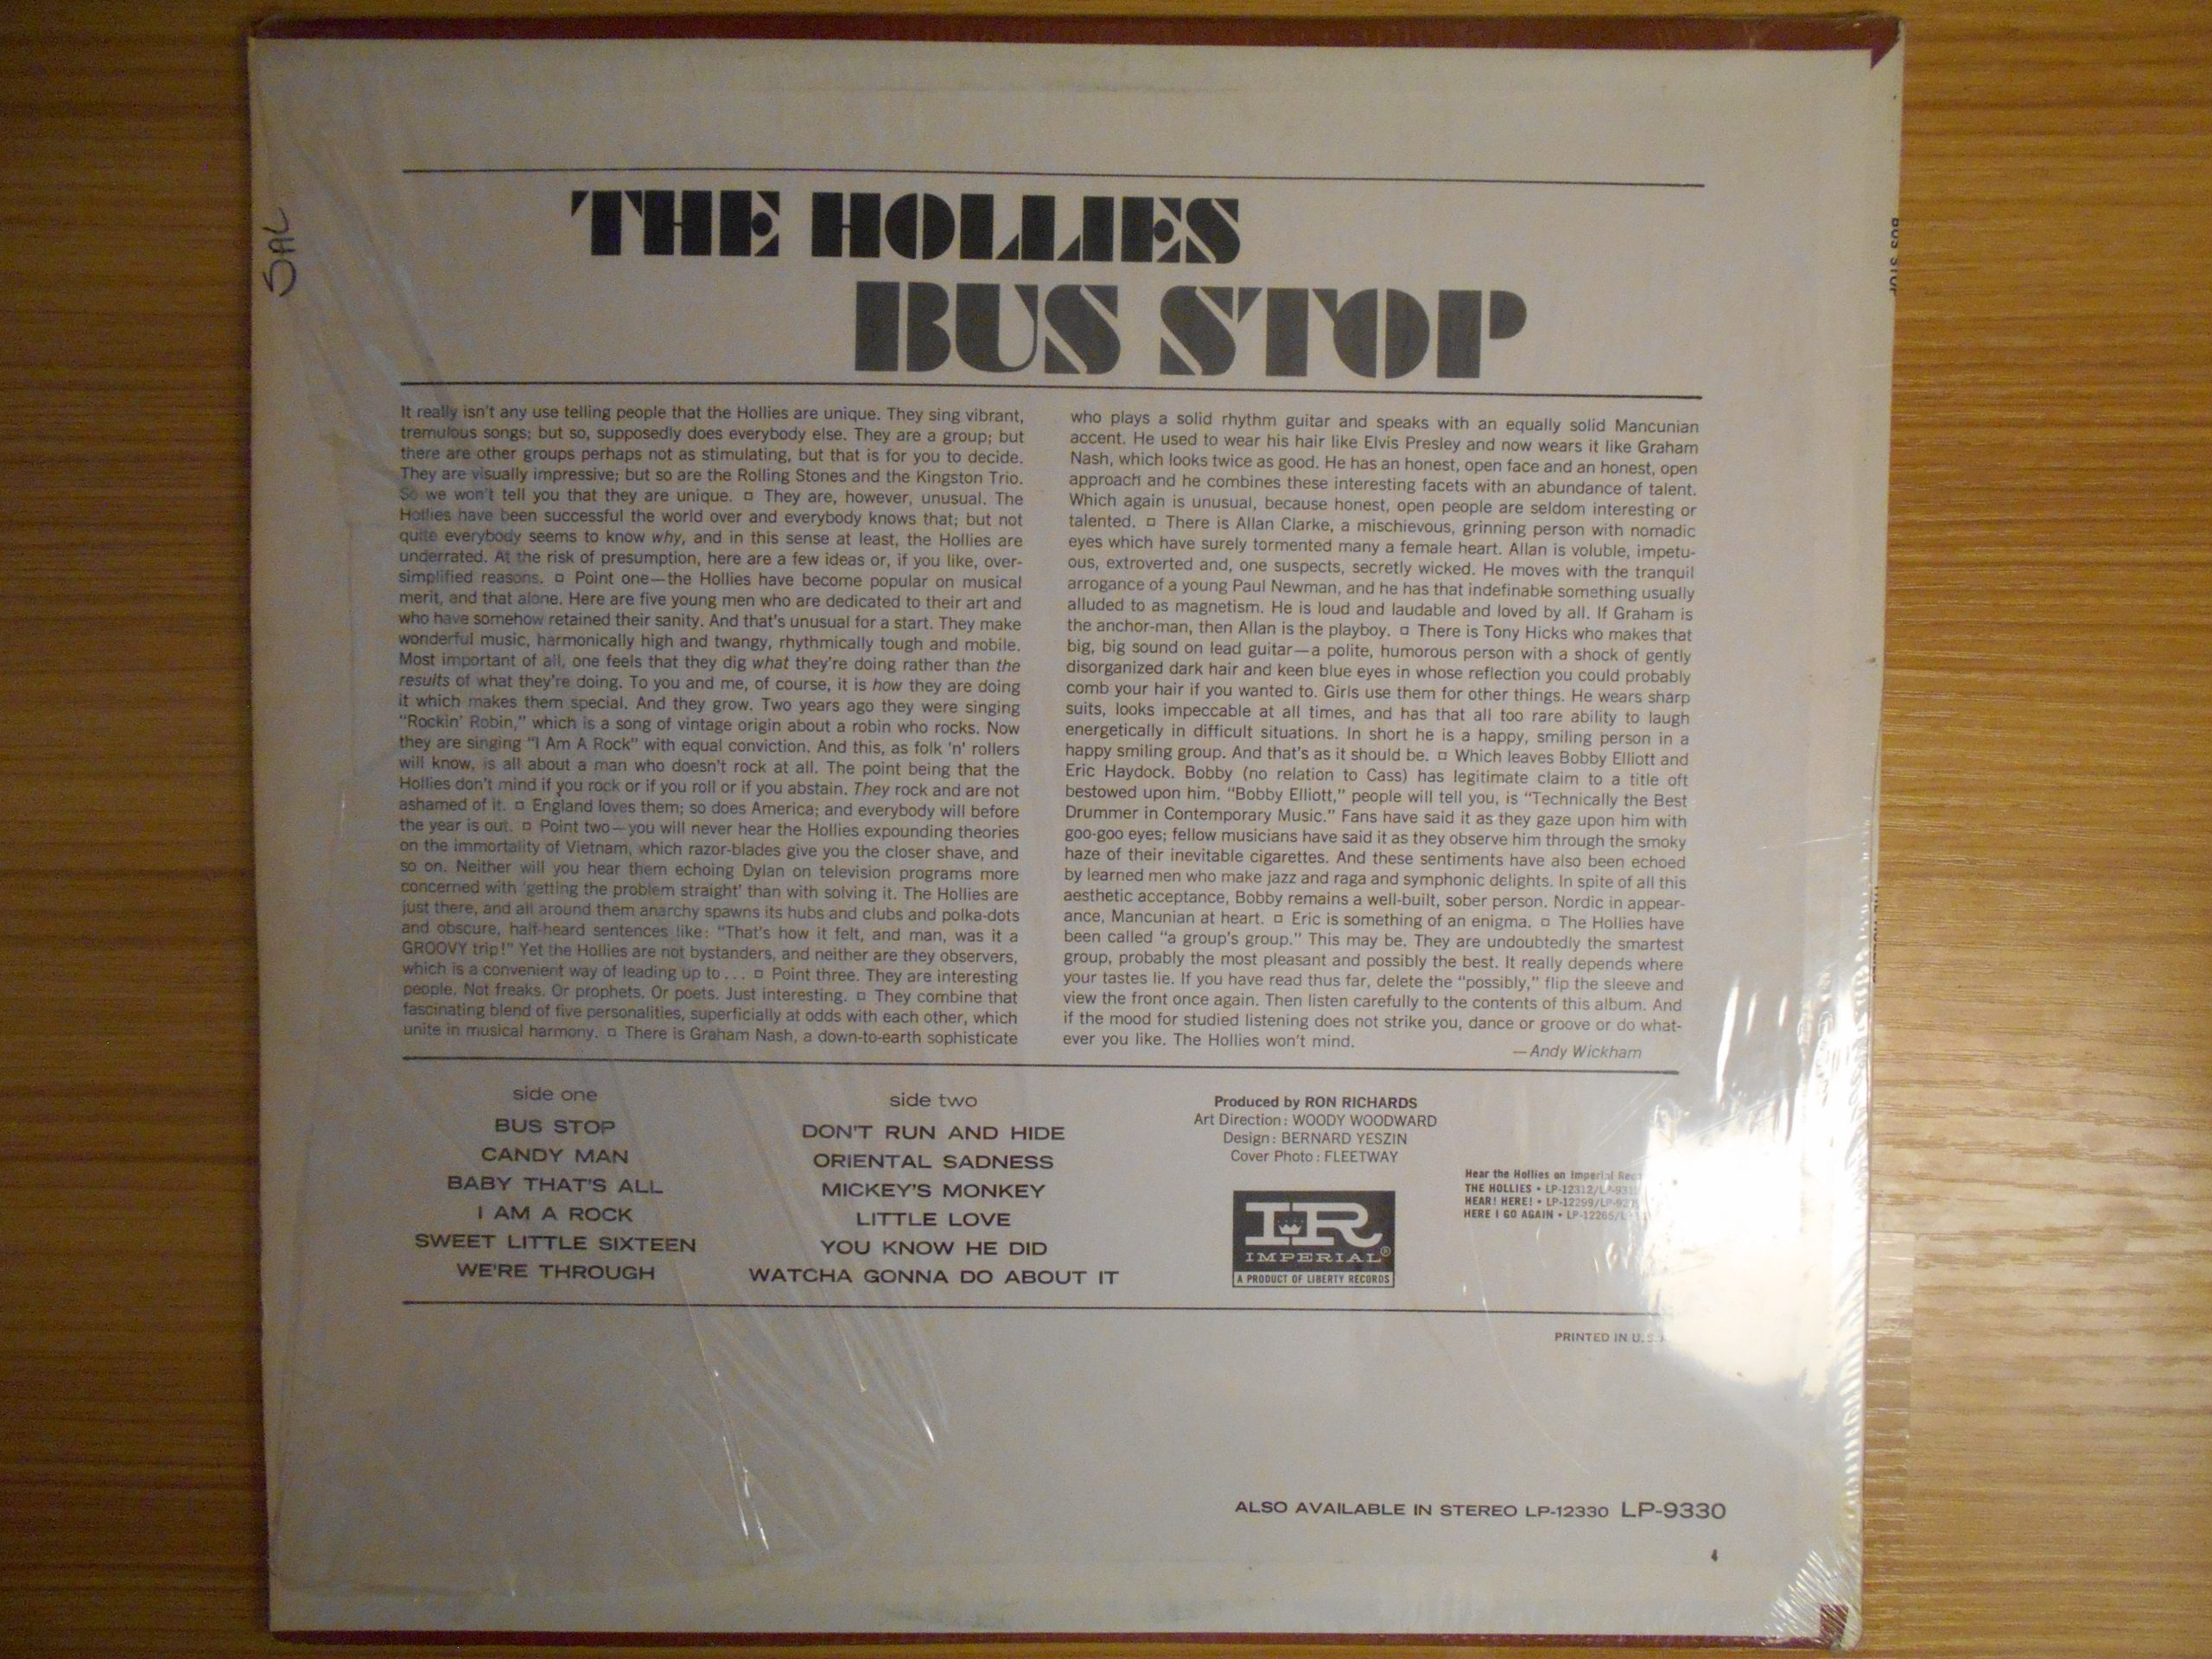 SAL
THE HOLLIES
BUS STOP
BUS STOP
It really isn't any use telling people that the Hollies are unique. They sing vibrant,
tremulous songs; but so, supposedly does everybody else. They are a group; but
there are other groups perhaps not as stimulating, but that is for you to decide.
They are visually impressive; but so are the Rolling Stones and the Kingston Trio.
So we won't tell you that they are unique. ▫ They are, however, unusual. The
Hollies have been successful the world over and everybody knows that; but not
quite everybody seems to know why, and in this sense at least, the Hollies are
underrated. At the risk of presumption, here are a few ideas or, if you like, over-
simplified reasons. ▫ Point one—the Hollies have become popular on musical
merit, and that alone. Here are five young men who are dedicated to their art and
who have somehow retained their sanity. And that's unusual for a start. They make
wonderful music, harmonically high and twangy, rhythmically tough and mobile.
Most important of all, one feels that they dig what they're doing rather than the
results of what they're doing. To you and me, of course, it is how they are doing
it which makes them special. And they grow. Two years ago they were singing
"Rockin' Robin," which is a song of vintage origin about a robin who rocks. Now
they are singing "I Am A Rock" with equal conviction. And this, as folk 'n' rollers
will know, is all about a man who doesn't rock at all. The point being that the
Hollies don't mind if you rock or if you roll or if you abstain. They rock and are not
ashamed of it. ▫ England loves them; so does America; and everybody will before
the year is out. ▫ Point two—you will never hear the Hollies expounding theories
on the immortality of Vietnam, which razor-blades give you the closer shave, and
so on. Neither will you hear them echoing Dylan on television programs more
concerned with 'getting the problem straight' than with solving it. The Hollies are
just there, and all around them anarchy spawns its hubs and clubs and polka-dots
and obscure, half-heard sentences like: "That's how it felt, and man, was it a
GROOVY trip!" Yet the Hollies are not bystanders, and neither are they observers,
which is a convenient way of leading up to... ▫ Point three. They are interesting
people. Not freaks. Or prophets. Or poets. Just interesting. ▫ They combine that
fascinating blend of five personalities, superficially at odds with each other, which
unite in musical harmony. ▫ There is Graham Nash, a down-to-earth sophisticate
who plays a solid rhythm guitar and speaks with an equally solid Mancunian
accent. He used to wear his hair like Elvis Presley and now wears it like Graham
Nash, which looks twice as good. He has an honest, open face and an honest, open
approach and he combines these interesting facets with an abundance of talent.
Which again is unusual, because honest, open people are seldom interesting or
talented. ▫ There is Allan Clarke, a mischievous, grinning person with nomadic
eyes which have surely tormented many a female heart. Allan is voluble, impetu-
ous, extroverted and, one suspects, secretly wicked. He moves with the tranquil
arrogance of a young Paul Newman, and he has that indefinable something usually
alluded to as magnetism. He is loud and laudable and loved by all. If Graham is
the anchor-man, then Allan is the playboy. ▫ There is Tony Hicks who makes that
big, big sound on lead guitar—a polite, humorous person with a shock of gently
disorganized dark hair and keen blue eyes in whose reflection you could probably
comb your hair if you wanted to. Girls use them for other things. He wears sharp
suits, looks impeccable at all times, and has that all too rare ability to laugh
energetically in difficult situations. In short he is a happy, smiling person in a
happy smiling group. And that's as it should be. ▫ Which leaves Bobby Elliott and
Eric Haydock. Bobby (no relation to Cass) has legitimate claim to a title oft
bestowed upon him. "Bobby Elliott," people will tell you, is "Technically the Best
Drummer in Contemporary Music." Fans have said it as they gaze upon him with
goo-goo eyes; fellow musicians have said it as they observe him through the smoky
haze of their inevitable cigarettes. And these sentiments have also been echoed
by learned men who make jazz and raga and symphonic delights. In spite of all this
aesthetic acceptance, Bobby remains a well-built, sober person. Nordic in appear-
ance, Mancunian at heart. ▫ Eric is something of an enigma. ▫ The Hollies have
been called "a group's group." This may be. They are undoubtedly the smartest
group, probably the most pleasant and possibly the best. It really depends where
your tastes lie. If you have read thus far, delete the "possibly," flip the sleeve and
view the front once again. Then listen carefully to the contents of this album. And
if the mood for studied listening does not strike you, dance or groove or do what-
ever you like. The Hollies won't mind.
—Andy Wickham
side one
BUS STOP
CANDY MAN
BABY THAT'S ALL
I AM A ROCK
SWEET LITTLE SIXTEEN
WE'RE THROUGH
side two
DON'T RUN AND HIDE
ORIENTAL SADNESS
MICKEY'S MONKEY
LITTLE LOVE
YOU KNOW HE DID
WATCHA GONNA DO ABOUT IT
Produced by RON RICHARDS
Art Direction: WOODY WOODWARD
Design: BERNARD YESZIN
Cover Photo: FLEETWAY
IR
IMPERIAL®
A PRODUCT OF LIBERTY RECORDS
Hear the Hollies on Imperial
THE HOLLIES • LP-12312/
HEAR! HERE! • LP-12299/
HERE I GO AGAIN • LP-12265/
PRINTED IN U.S.
ALSO AVAILABLE IN STEREO LP-12330 LP-9330
4